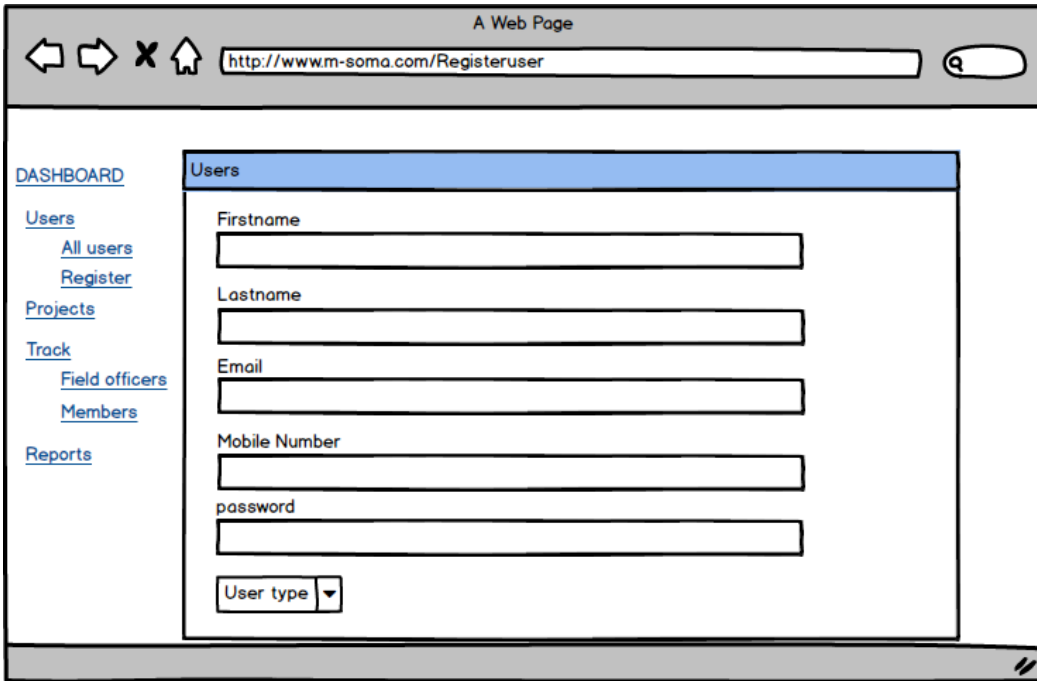 A Web Page
http://www.m-soma.com/Registeruser
DASHBOARD
Users
All users
Register
Projects
Track
Field officers
Members
Reports
Users
Firstname
Lastname
Email
Mobile Number
password
User type